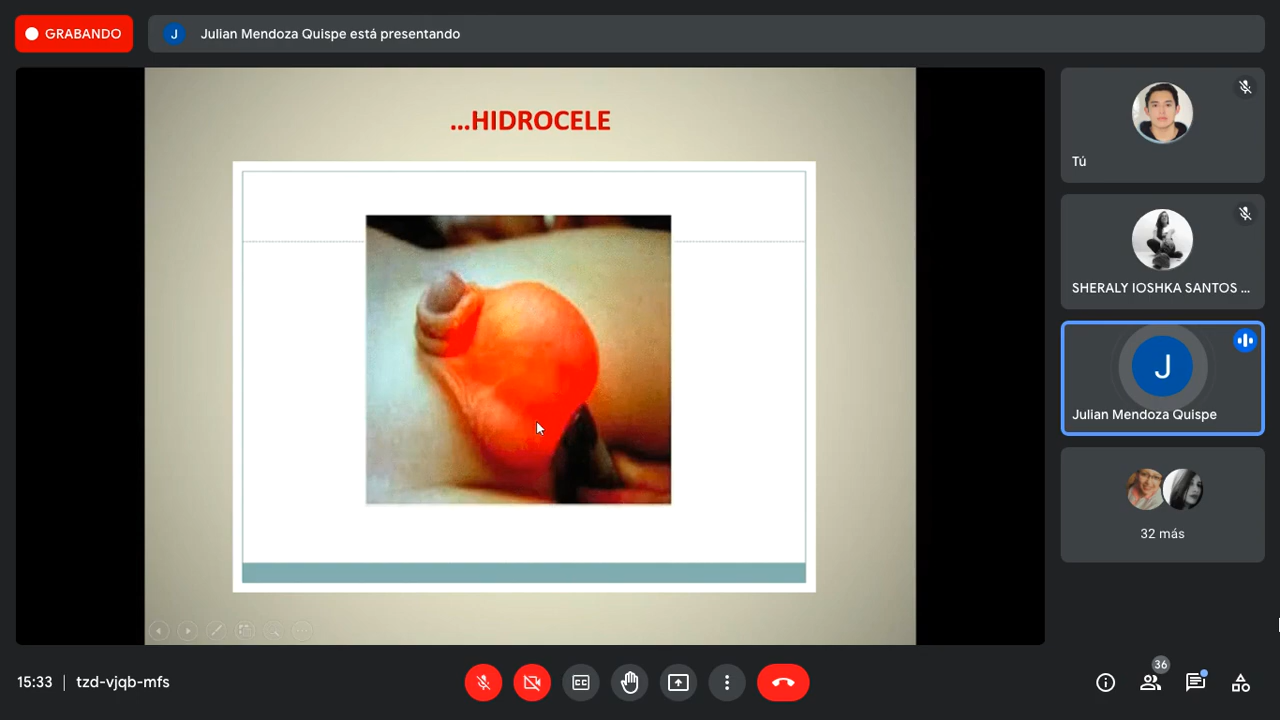 GRABANDO
J
Julian Mendoza Quispe está presentando
...HIDROCELE
Tú
SHERALY IOSHKA SANTOS ...
J
Julian Mendoza Quispe
32 más
15:33 | tzd-vjqb-mfs
CC
36